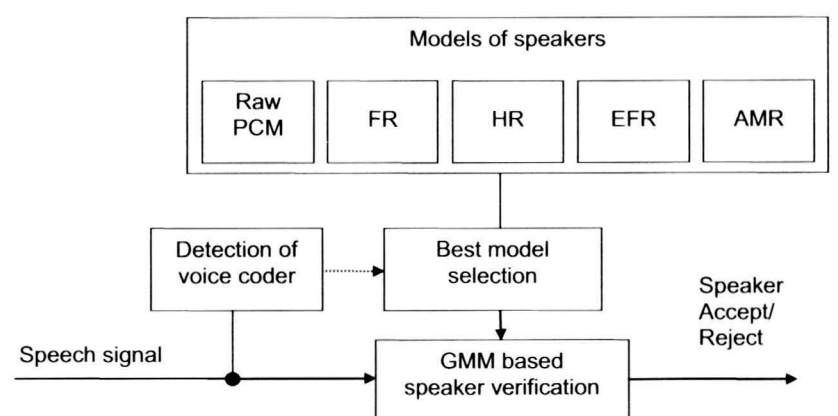 Models of speakers
Raw
PCM
FR
HR
EFR
AMR
Detection of
voice coder
Best model
selection
Speaker
Accept/
Reject
Speech signal
GMM based
speaker verification